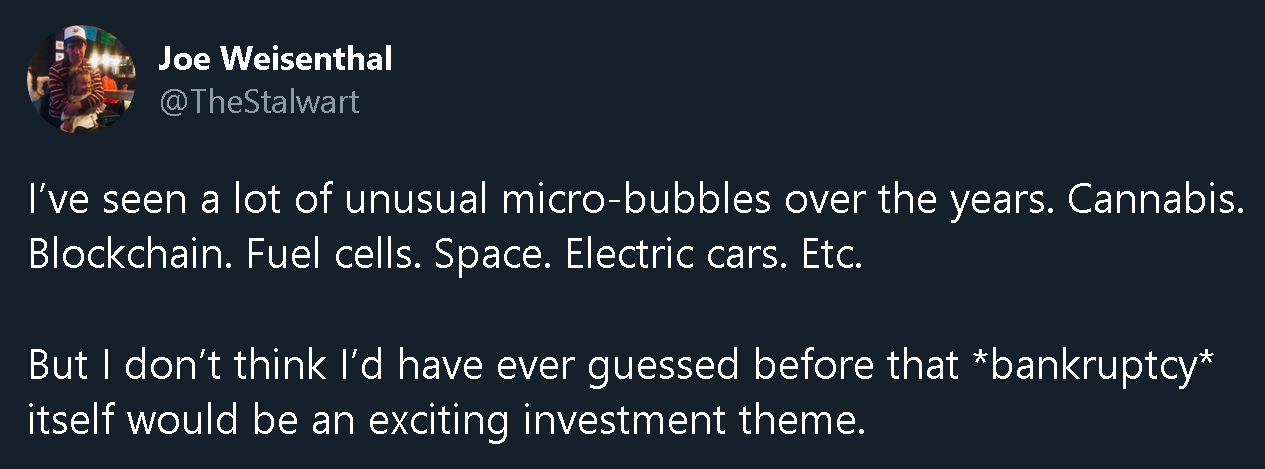 Joe Weisenthal
@TheStalwart
I’ve seen a lot of unusual micro-bubbles over the years. Cannabis.
Blockchain. Fuel cells. Space. Electric cars. Etc.
But I don’t think I’d have ever guessed before that *bankruptcy*
itself would be an exciting investment theme.